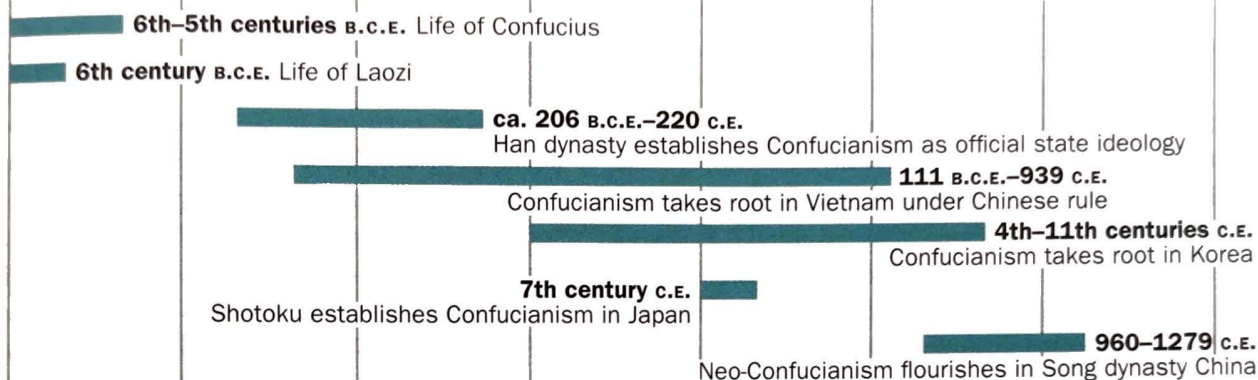 6th–5th centuries B.C.E. Life of Confucius
6th century B.C.E. Life of Laozi
ca. 206 B.C.E.–220 C.E.
Han dynasty establishes Confucianism as official state ideology
111 B.C.E.–939 C.E.
Confucianism takes root in Vietnam under Chinese rule
4th–11th centuries C.E.
Confucianism takes root in Korea
7th century C.E.
Shotoku establishes Confucianism in Japan
960–1279 C.E.
Neo-Confucianism flourishes in Song dynasty China